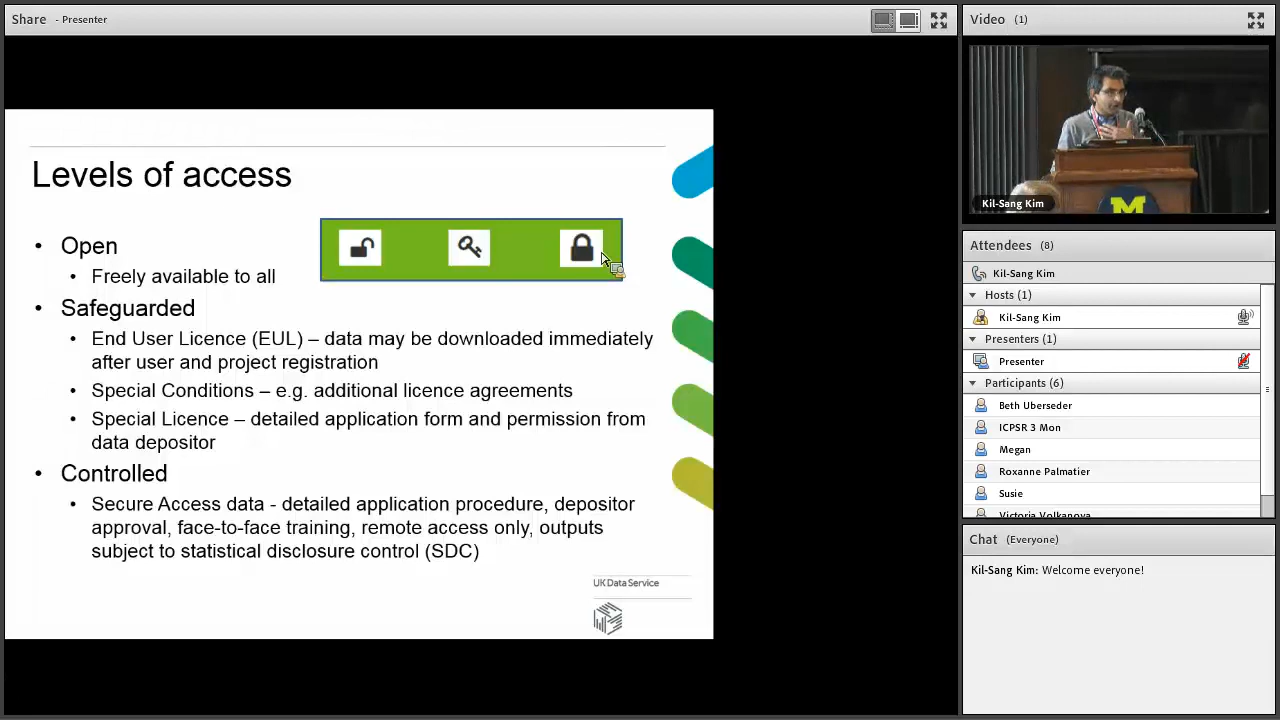 Share - Presenter
Levels of access
• Open
• Freely available to all
• Safeguarded
• End User Licence (EUL) – data may be downloaded immediately
after user and project registration
• Special Conditions – e.g. additional licence agreements
• Special Licence – detailed application form and permission from
data depositor
• Controlled
• Secure Access data - detailed application procedure, depositor
approval, face-to-face training, remote access only, outputs
subject to statistical disclosure control (SDC)
UK Data Service
Video (1)
M
Kil-Sang Kim
Attendees (8)
Kil-Sang Kim
Hosts (1)
Kil-Sang Kim
Presenters (1)
Presenter
Participants (6)
Beth Uberseder
ICPSR 3 Mon
Megan
Roxanne Palmatier
Susie
Victoria Volkanova
Chat (Everyone)
Kil-Sang Kim: Welcome everyone!